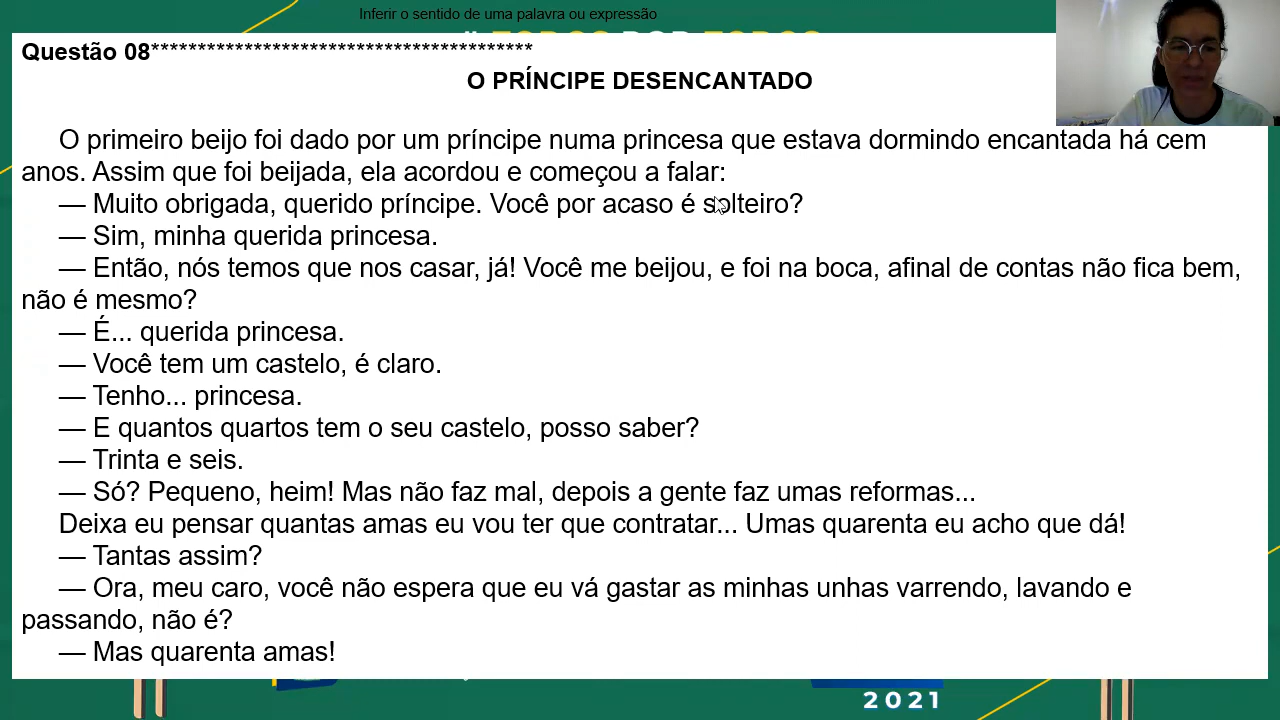 Inferir o sentido de uma palavra ou expressão
Questão 08*****************************************
O PRÍNCIPE DESENCANTADO
O primeiro beijo foi dado por um príncipe numa princesa que estava dormindo encantada há cem
anos. Assim que foi beijada, ela acordou e começou a falar:
— Muito obrigada, querido príncipe. Você por acaso é solteiro?
— Sim, minha querida princesa.
— Então, nós temos que nos casar, já! Você me beijou, e foi na boca, afinal de contas não fica bem,
não é mesmo?
— É... querida princesa.
— Você tem um castelo, é claro.
— Tenho... princesa.
— E quantos quartos tem o seu castelo, posso saber?
— Trinta e seis.
— Só? Pequeno, heim! Mas não faz mal, depois a gente faz umas reformas...
Deixa eu pensar quantas amas eu vou ter que contratar... Umas quarenta eu acho que dá!
— Tantas assim?
— Ora, meu caro, você não espera que eu vá gastar as minhas unhas varrendo, lavando e
passando, não é?
— Mas quarenta amas!
2021